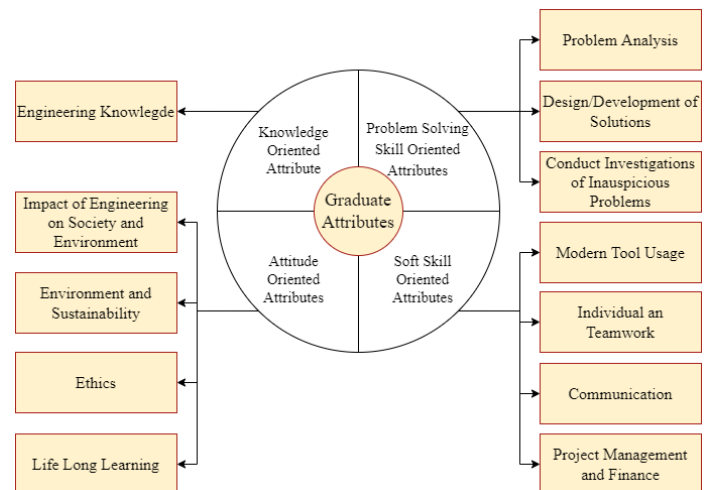 Engineering Knowlegde
Impact of Engineering
on Society and
Environment
Environment and
Sustainability
Ethics
Life Long Learning
Knowledge
Oriented
Attribute
Problem Solving
Skill Oriented
Attributes
Graduate
Attributes
Attitude
Oriented
Attributes
Soft Skill
Oriented
Attributes
Problem Analysis
Design/Development of
Solutions
Conduct Investigations
of Inauspicious
Problems
Modern Tool Usage
Individual an
Teamwork
Communication
Project Management
and Finance